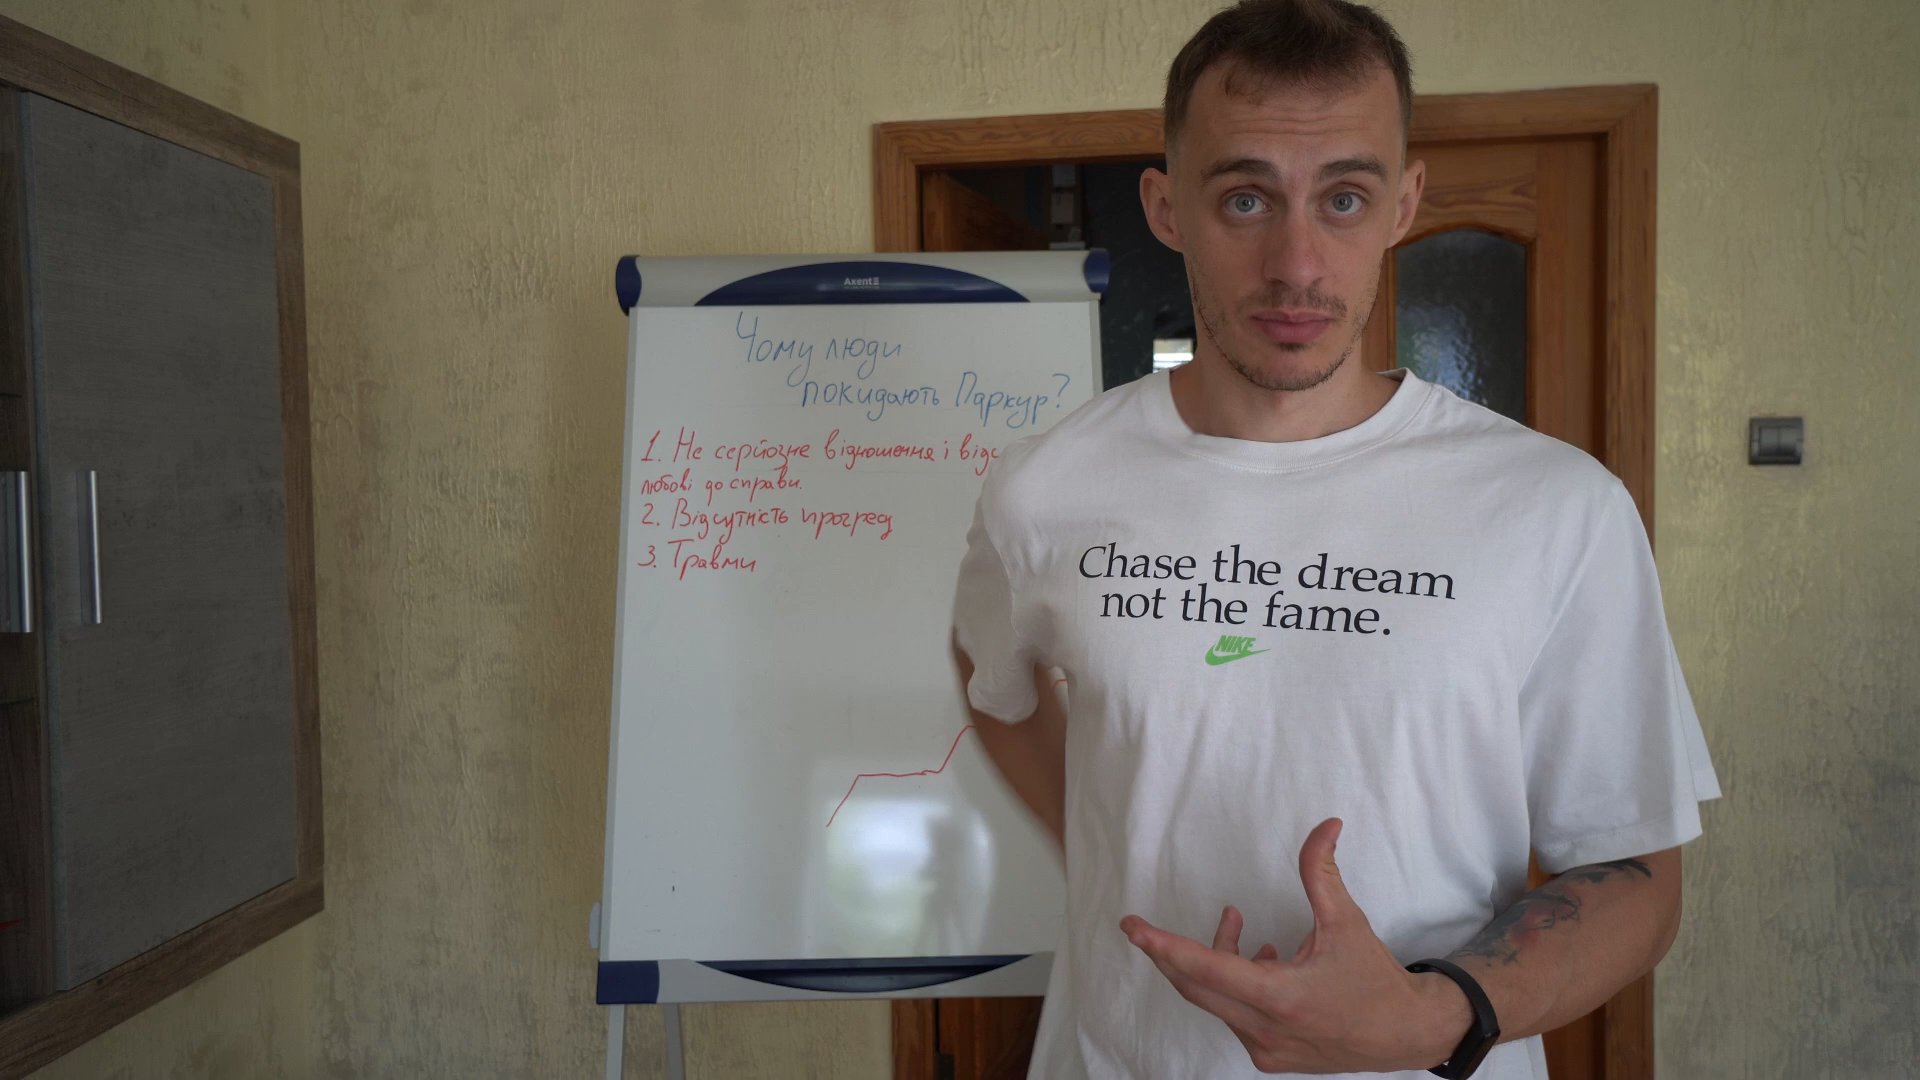 Axent
Чому люди
покидають Паркур?
1. Не серйозне відношення і відс
любові до справи.
2. Відсутність прогресу
3. Травми
Chase the dream
not the fame.
NIKE